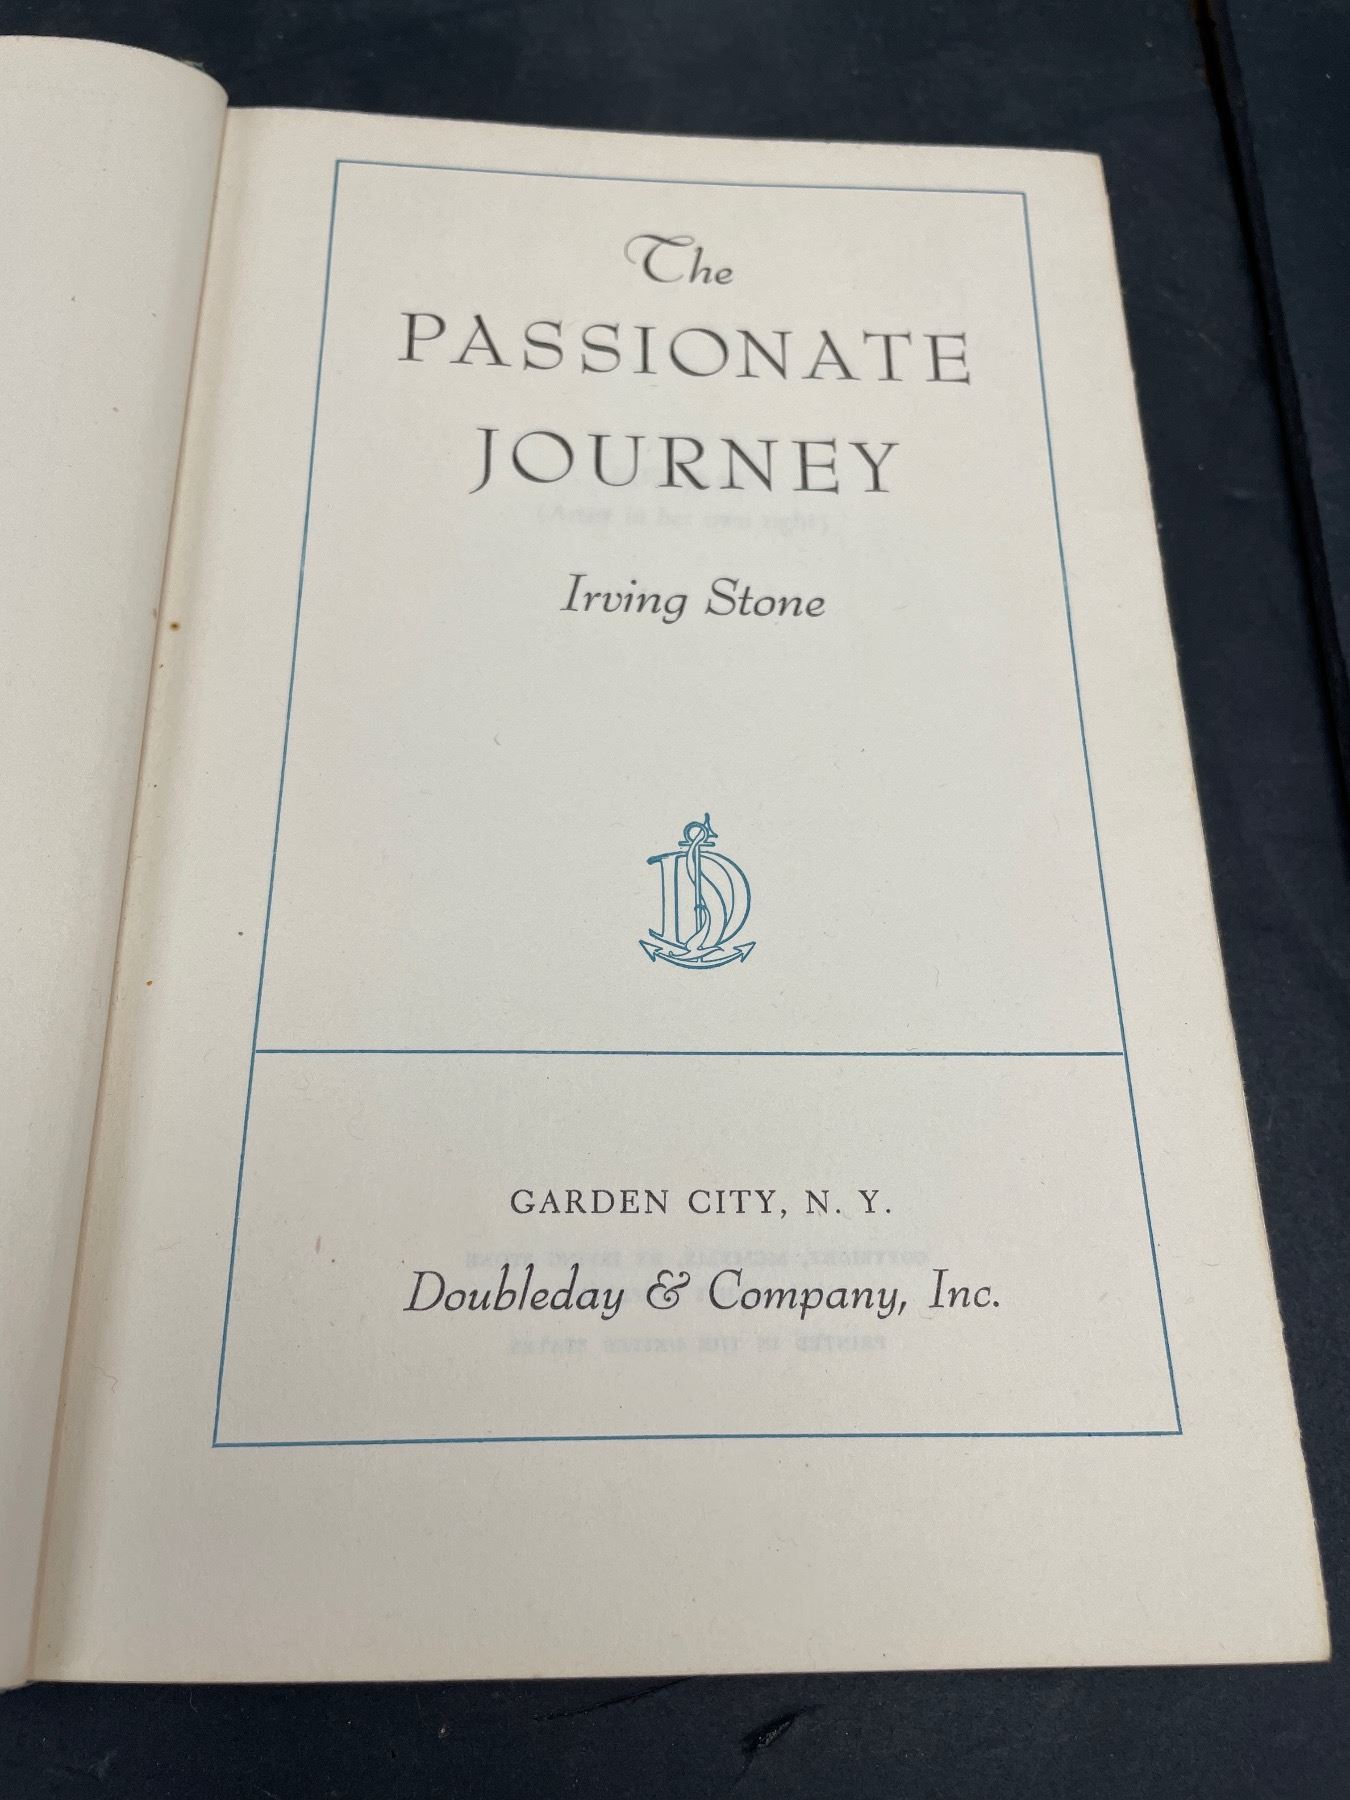 The
PASSIONATE
JOURNEY
Irving Stone
GARDEN CITY, N. Y.
Doubleday & Company, Inc.